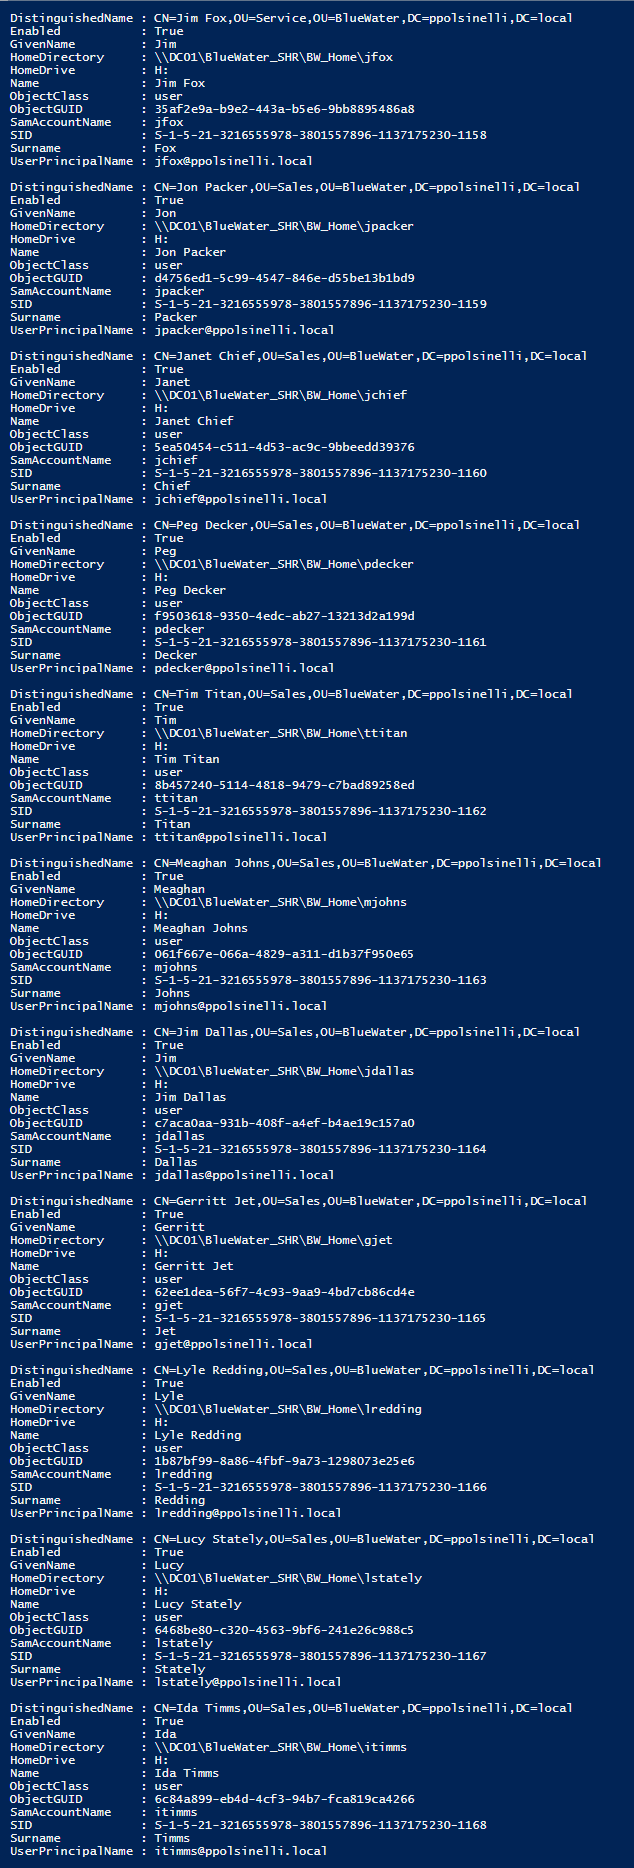 DistinguishedName : CN=Jim Fox,OU=Service,OU=BlueWater,DC=ppolsinelli,DC=local
Enabled           : True
GivenName         : Jim
HomeDirectory     : \\DC01\BlueWater_SHR\BW_Home\jfox
HomeDrive         : H:
Name              : Jim Fox
ObjectClass       : user
ObjectGUID        : 35af2e9a-b9e2-443a-b5e6-9bb8895486a8
SamAccountName    : jfox
SID               : S-1-5-21-3216555978-3801557896-1137175230-1158
Surname           : Fox
UserPrincipalName : jfox@ppolsinelli.local

DistinguishedName : CN=Jon Packer,OU=Sales,OU=BlueWater,DC=ppolsinelli,DC=local
Enabled           : True
GivenName         : Jon
HomeDirectory     : \\DC01\BlueWater_SHR\BW_Home\jpacker
HomeDrive         : H:
Name              : Jon Packer
ObjectClass       : user
ObjectGUID        : d4756ed1-5c99-4547-846e-d55be13b1bd9
SamAccountName    : jpacker
SID               : S-1-5-21-3216555978-3801557896-1137175230-1159
Surname           : Packer
UserPrincipalName : jpacker@ppolsinelli.local

DistinguishedName : CN=Janet Chief,OU=Sales,OU=BlueWater,DC=ppolsinelli,DC=local
Enabled           : True
GivenName         : Janet
HomeDirectory     : \\DC01\BlueWater_SHR\BW_Home\jchief
HomeDrive         : H:
Name              : Janet Chief
ObjectClass       : user
ObjectGUID        : 5ea50454-c511-4d53-ac9c-9bbeedd39376
SamAccountName    : jchief
SID               : S-1-5-21-3216555978-3801557896-1137175230-1160
Surname           : Chief
UserPrincipalName : jchief@ppolsinelli.local

DistinguishedName : CN=Peg Decker,OU=Sales,OU=BlueWater,DC=ppolsinelli,DC=local
Enabled           : True
GivenName         : Peg
HomeDirectory     : \\DC01\BlueWater_SHR\BW_Home\pdecker
HomeDrive         : H:
Name              : Peg Decker
ObjectClass       : user
ObjectGUID        : f9503618-9350-4edc-ab27-13213d2a199d
SamAccountName    : pdecker
SID               : S-1-5-21-3216555978-3801557896-1137175230-1161
Surname           : Decker
UserPrincipalName : pdecker@ppolsinelli.local

DistinguishedName : CN=Tim Titan,OU=Sales,OU=BlueWater,DC=ppolsinelli,DC=local
Enabled           : True
GivenName         : Tim
HomeDirectory     : \\DC01\BlueWater_SHR\BW_Home\ttitan
HomeDrive         : H:
Name              : Tim Titan
ObjectClass       : user
ObjectGUID        : 8b457240-5114-4818-9479-c7bad89258ed
SamAccountName    : ttitan
SID               : S-1-5-21-3216555978-3801557896-1137175230-1162
Surname           : Titan
UserPrincipalName : ttitan@ppolsinelli.local

DistinguishedName : CN=Meaghan Johns,OU=Sales,OU=BlueWater,DC=ppolsinelli,DC=local
Enabled           : True
GivenName         : Meaghan
HomeDirectory     : \\DC01\BlueWater_SHR\BW_Home\mjohns
HomeDrive         : H:
Name              : Meaghan Johns
ObjectClass       : user
ObjectGUID        : 061f667e-066a-4829-a311-d1b37f950e65
SamAccountName    : mjohns
SID               : S-1-5-21-3216555978-3801557896-1137175230-1163
Surname           : Johns
UserPrincipalName : mjohns@ppolsinelli.local

DistinguishedName : CN=Jim Dallas,OU=Sales,OU=BlueWater,DC=ppolsinelli,DC=local
Enabled           : True
GivenName         : Jim
HomeDirectory     : \\DC01\BlueWater_SHR\BW_Home\jdallas
HomeDrive         : H:
Name              : Jim Dallas
ObjectClass       : user
ObjectGUID        : c7aca0aa-931b-408f-a4ef-b4ae19c157a0
SamAccountName    : jdallas
SID               : S-1-5-21-3216555978-3801557896-1137175230-1164
Surname           : Dallas
UserPrincipalName : jdallas@ppolsinelli.local

DistinguishedName : CN=Gerritt Jet,OU=Sales,OU=BlueWater,DC=ppolsinelli,DC=local
Enabled           : True
GivenName         : Gerritt
HomeDirectory     : \\DC01\BlueWater_SHR\BW_Home\gjet
HomeDrive         : H:
Name              : Gerritt Jet
ObjectClass       : user
ObjectGUID        : 62ee1dea-56f7-4c93-9aa9-4bd7cb86cd4e
SamAccountName    : gjet
SID               : S-1-5-21-3216555978-3801557896-1137175230-1165
Surname           : Jet
UserPrincipalName : gjet@ppolsinelli.local

DistinguishedName : CN=Lyle Redding,OU=Sales,OU=BlueWater,DC=ppolsinelli,DC=local
Enabled           : True
GivenName         : Lyle
HomeDirectory     : \\DC01\BlueWater_SHR\BW_Home\lredding
HomeDrive         : H:
Name              : Lyle Redding
ObjectClass       : user
ObjectGUID        : 1b87bf99-8a86-4fbf-9a73-1298073e25e6
SamAccountName    : lredding
SID               : S-1-5-21-3216555978-3801557896-1137175230-1166
Surname           : Redding
UserPrincipalName : lredding@ppolsinelli.local

DistinguishedName : CN=Lucy Stately,OU=Sales,OU=BlueWater,DC=ppolsinelli,DC=local
Enabled           : True
GivenName         : Lucy
HomeDirectory     : \\DC01\BlueWater_SHR\BW_Home\lstately
HomeDrive         : H:
Name              : Lucy Stately
ObjectClass       : user
ObjectGUID        : 6468be80-c320-4563-9bf6-241e26c988c5
SamAccountName    : lstately
SID               : S-1-5-21-3216555978-3801557896-1137175230-1167
Surname           : Stately
UserPrincipalName : lstately@ppolsinelli.local

DistinguishedName : CN=Ida Timms,OU=Sales,OU=BlueWater,DC=ppolsinelli,DC=local
Enabled           : True
GivenName         : Ida
HomeDirectory     : \\DC01\BlueWater_SHR\BW_Home\itimms
HomeDrive         : H:
Name              : Ida Timms
ObjectClass       : user
ObjectGUID        : 6c84a899-eb4d-4cf3-94b7-fca819ca4266
SamAccountName    : itimms
SID               : S-1-5-21-3216555978-3801557896-1137175230-1168
Surname           : Timms
UserPrincipalName : itimms@ppolsinelli.local